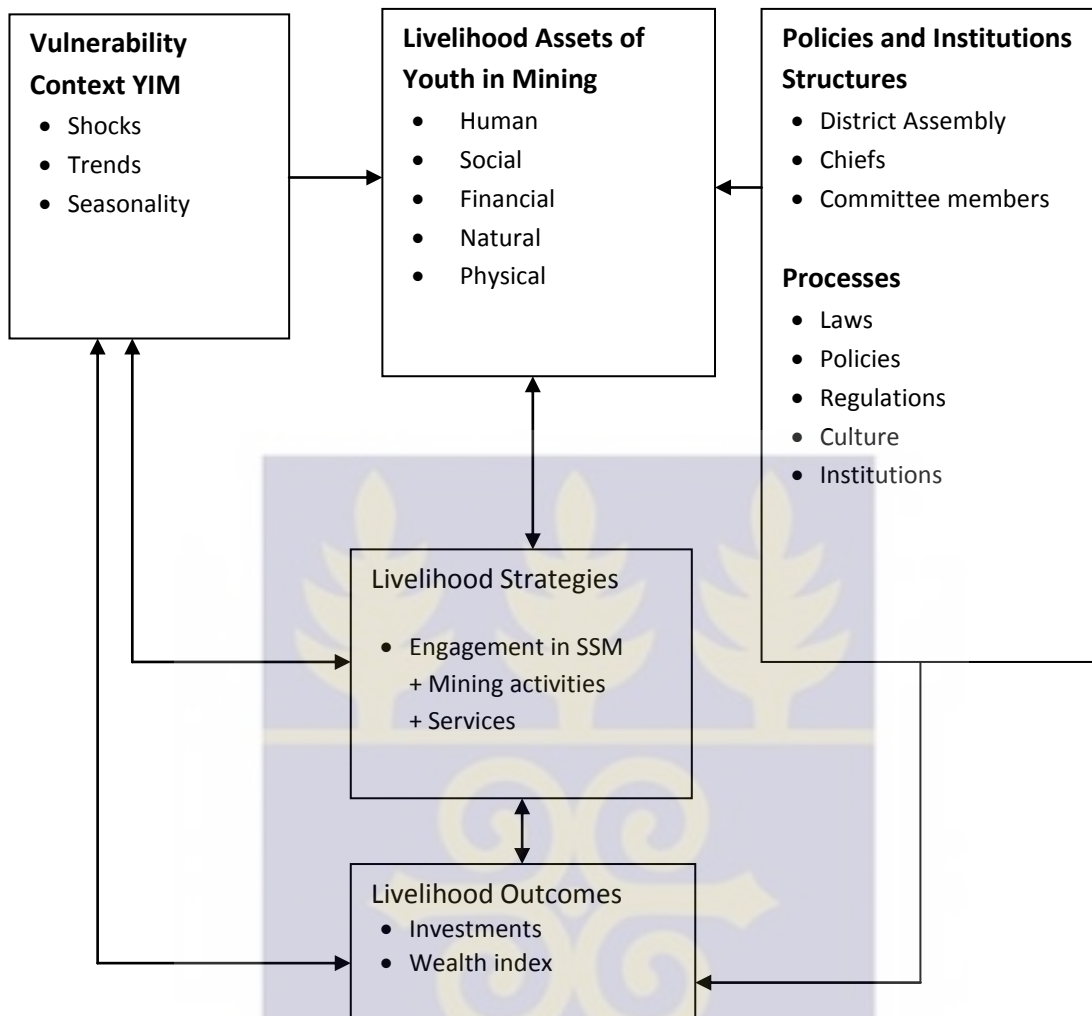 Vulnerability
Context YIM
• Shocks
• Trends
• Seasonality
Livelihood Assets of
Youth in Mining
• Human
• Social
• Financial
• Natural
• Physical
Policies and Institutions
Structures
• District Assembly
• Chiefs
• Committee members
Processes
• Laws
• Policies
• Regulations
• Culture
• Institutions
Livelihood Strategies
• Engagement in SSM
+ Mining activities
+ Services
Livelihood Outcomes
• Investments
• Wealth index